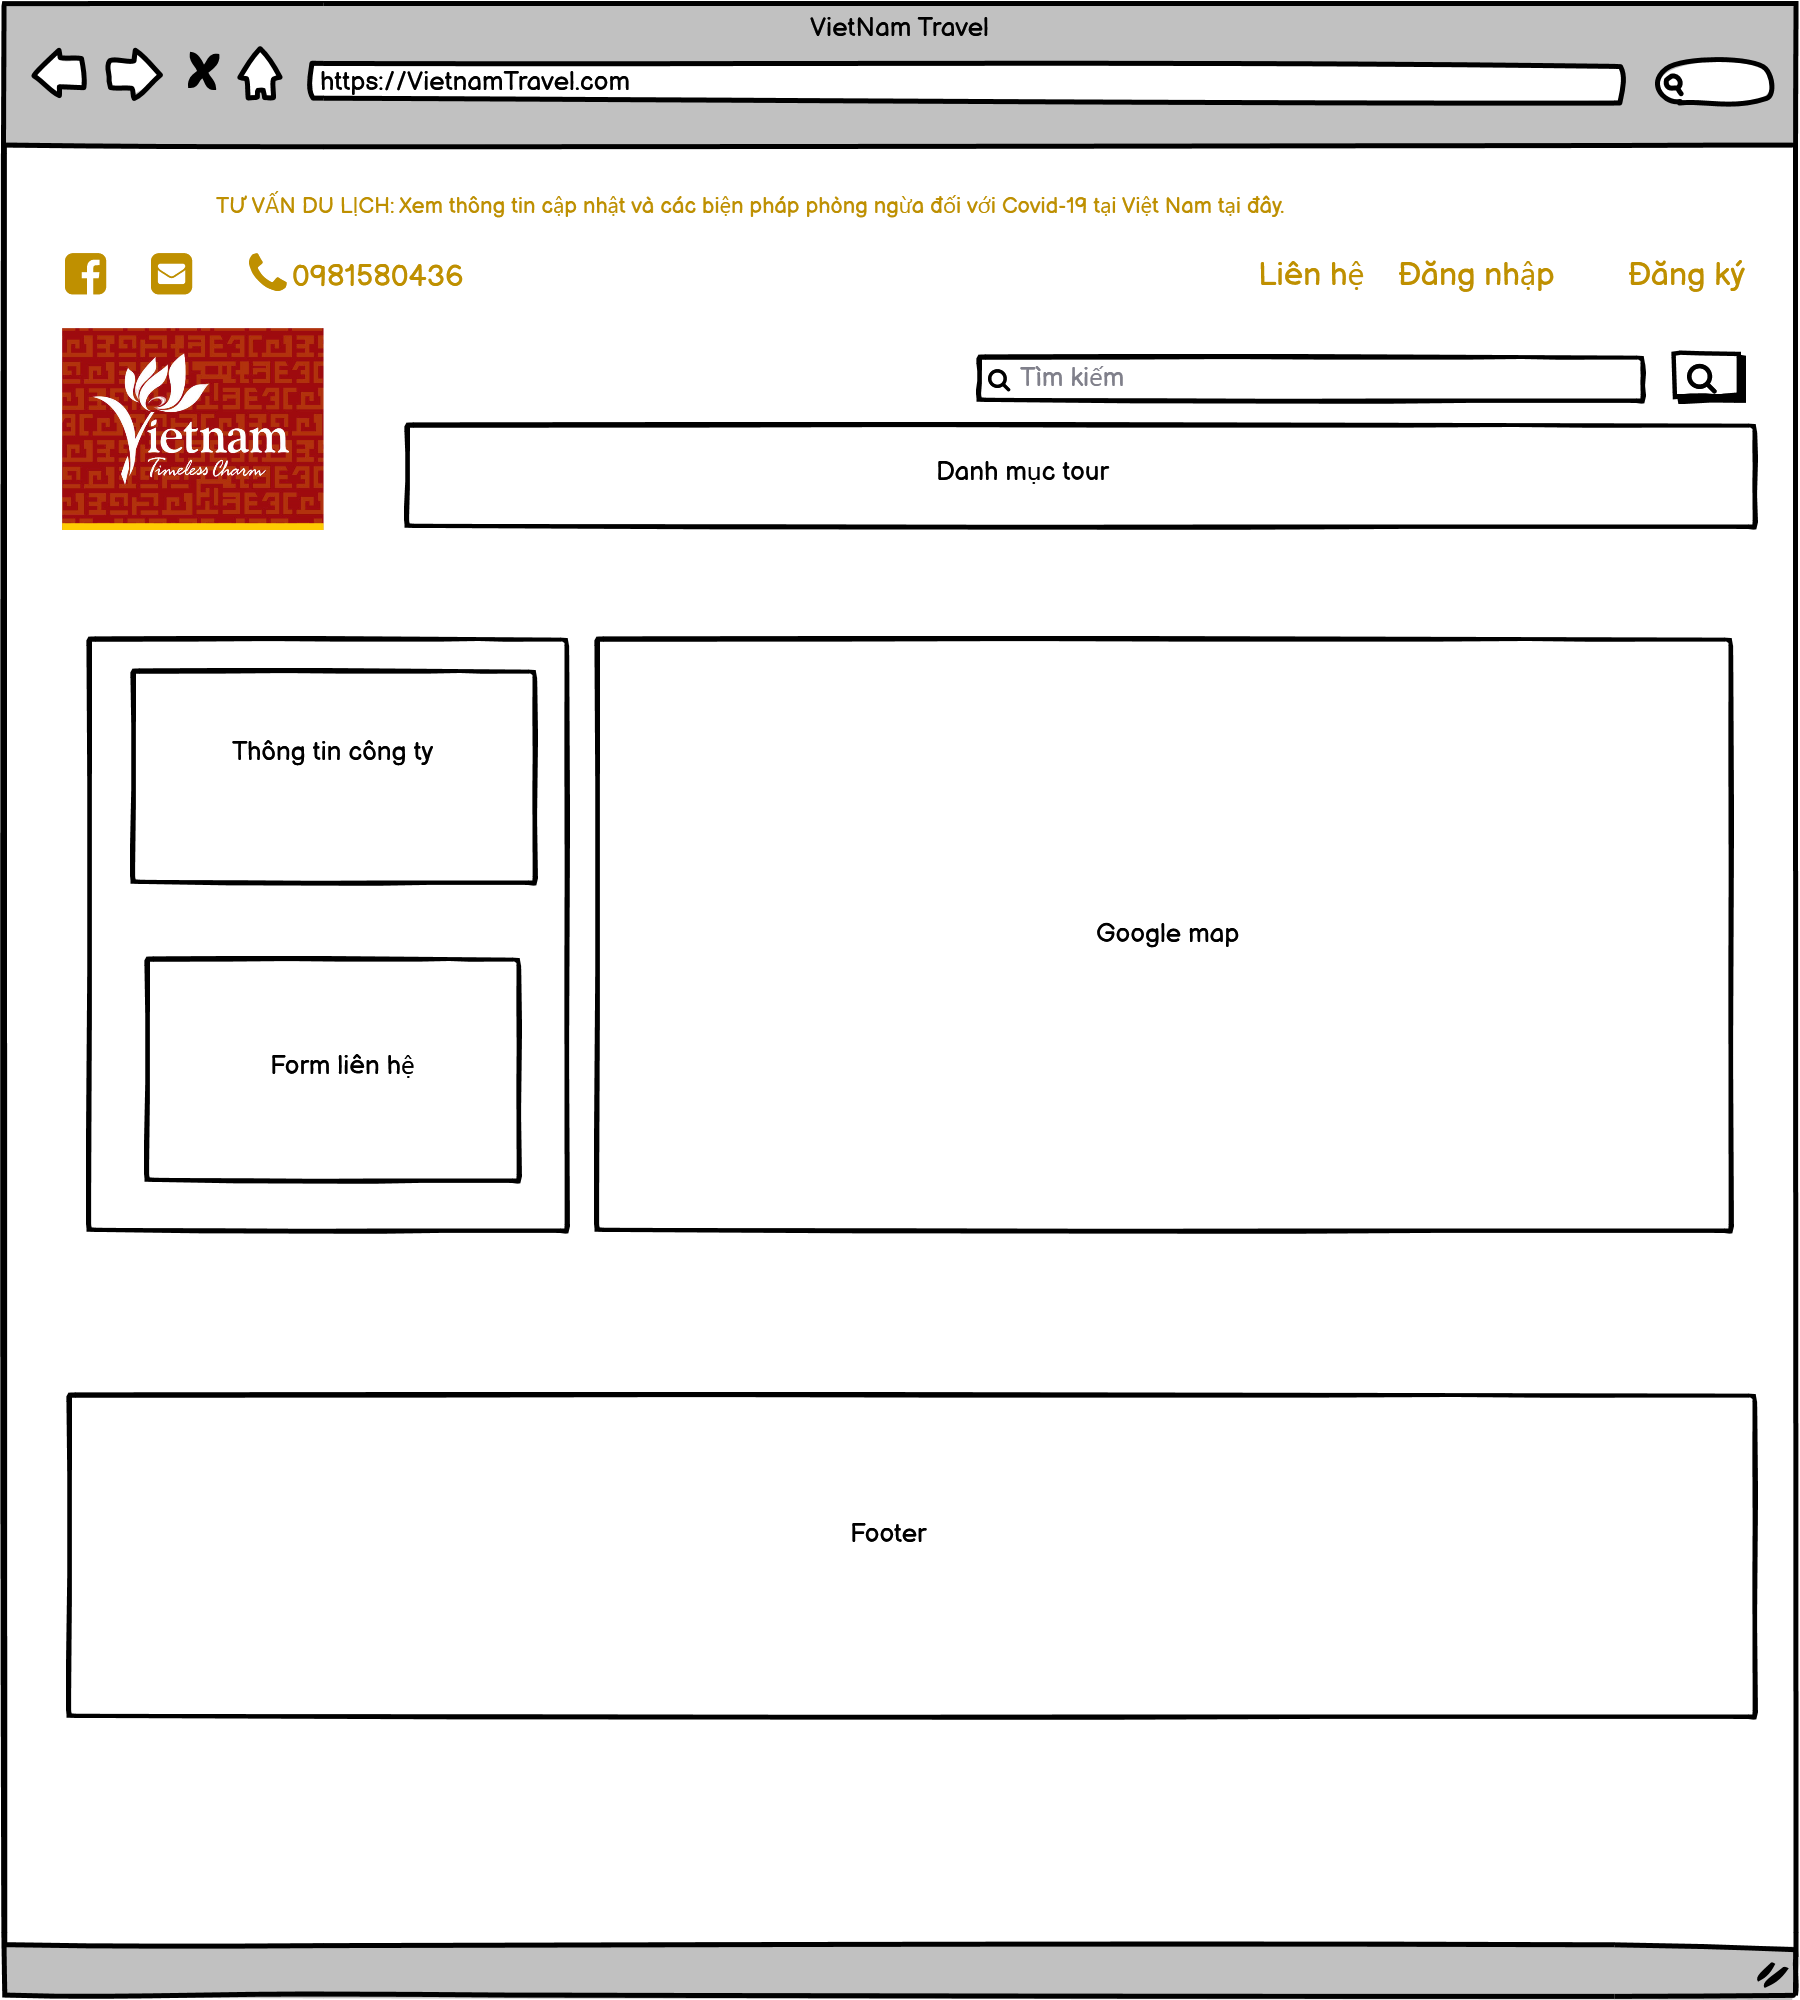 VietNam Travel
https://VietnamTravel.com
TƯ VẤN DU LỊCH: Xem thông tin cập nhật và các biện pháp phòng ngừa đối với Covid-19 tại Việt Nam tại đây.
0981580436
Liên hệ Đăng nhập Đăng ký
Tìm kiếm
Vietnam
Timeless Charm
Danh mục tour
Thông tin công ty
Google map
Form liên hệ
Footer